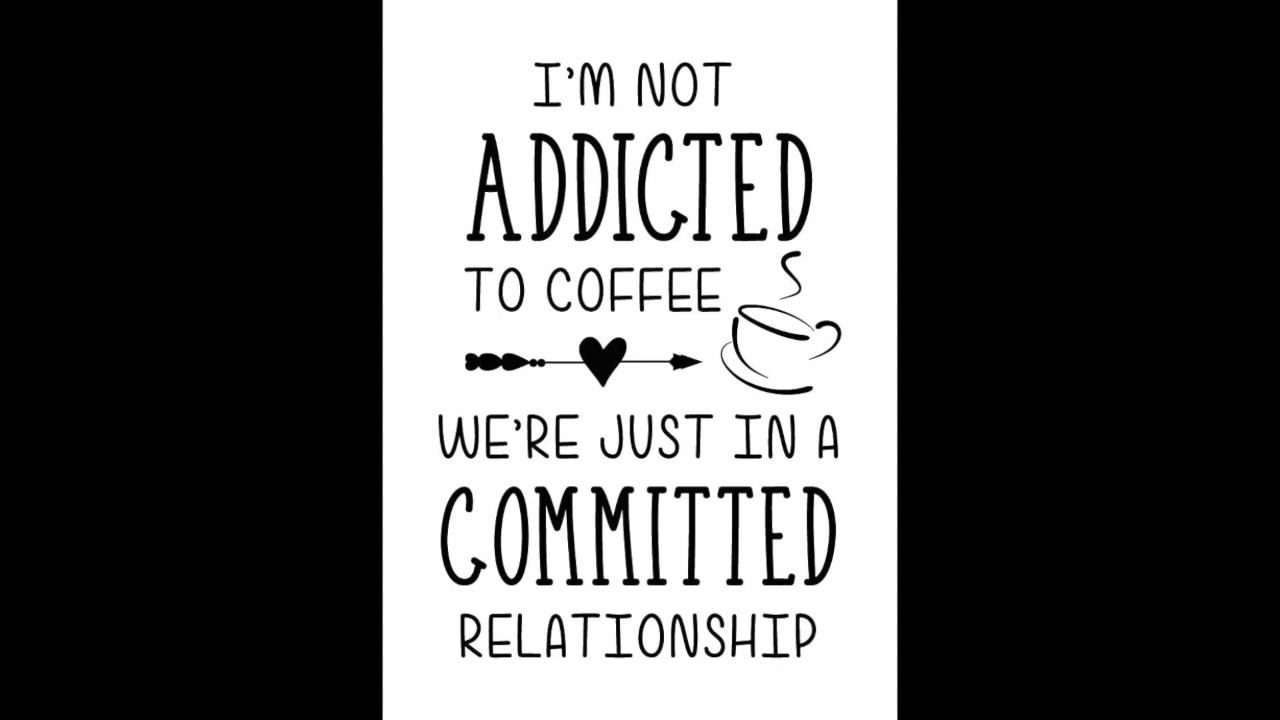 I'M NOT
ADDICTED
TO COFFEE
WE'RE JUST IN A
COMMITTED
RELATIONSHIP